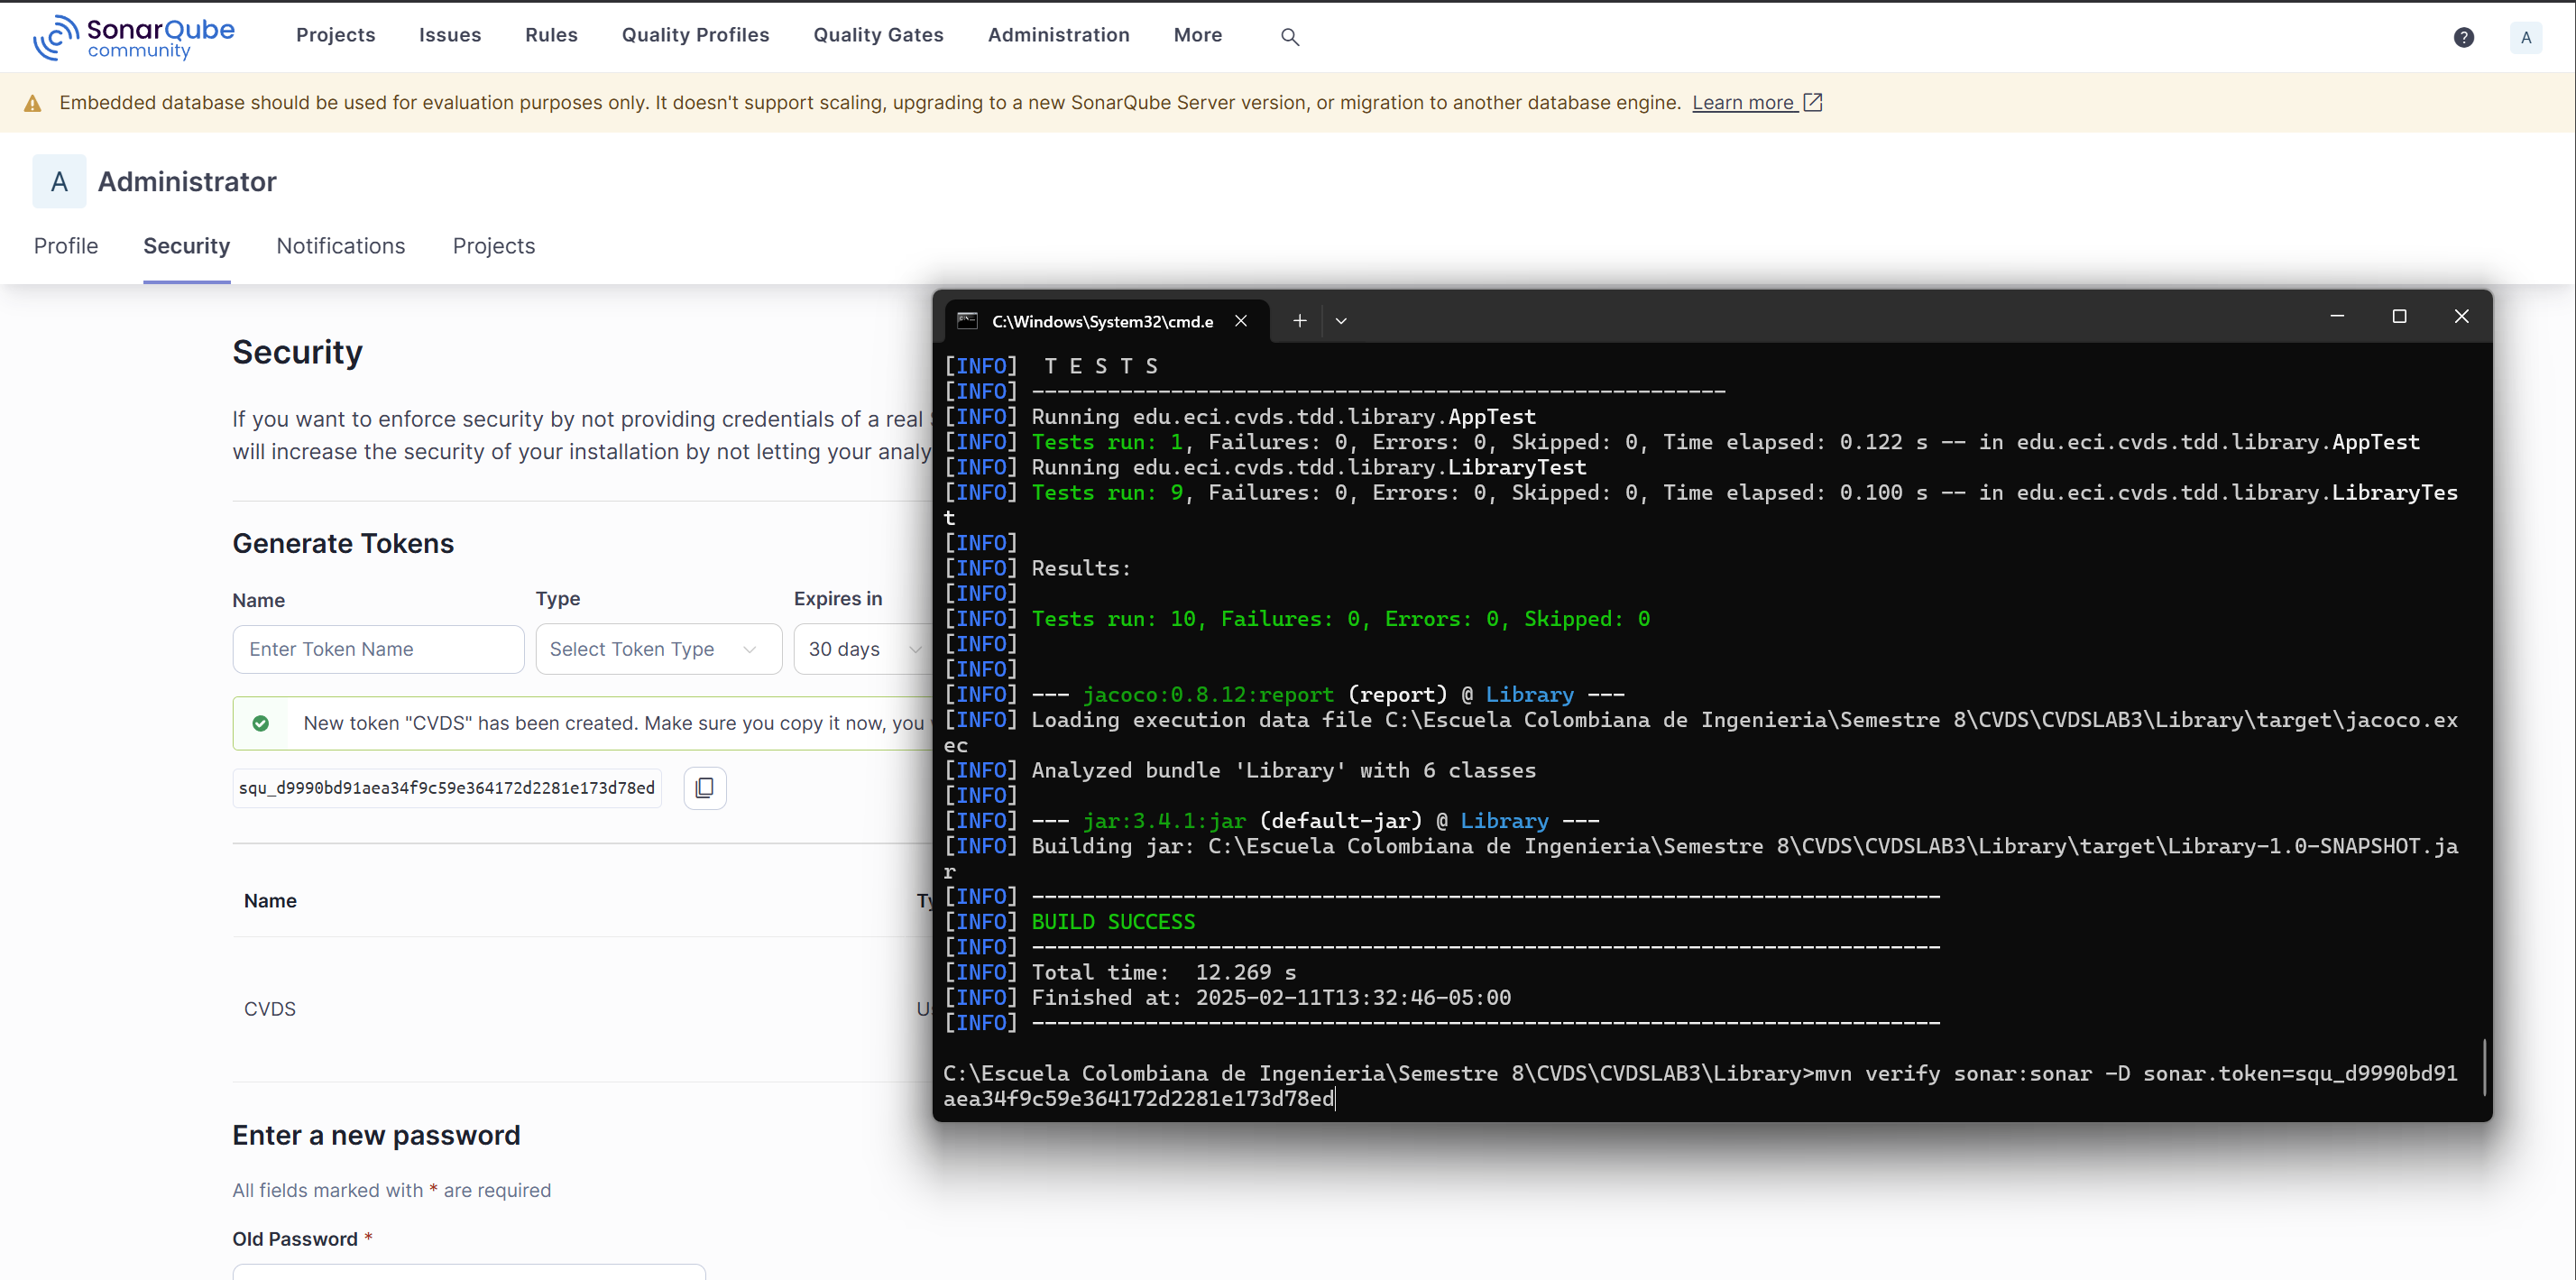 SonarQube community
Projects Issues Rules Quality Profiles Quality Gates Administration More
? A
Embedded database should be used for evaluation purposes only. It doesn't support scaling, upgrading to a new SonarQube Server version, or migration to another database engine. Learn more
A Administrator
Profile Security Notifications Projects
Security
If you want to enforce security by not providing credentials of a real
will increase the security of your installation by not letting your analy
Generate Tokens
Name Type Expires in
Enter Token Name Select Token Type 30 days
New token "CVDS" has been created. Make sure you copy it now, you
squ_d9990bd91aea34f9c59e364172d2281e173d78ed
Name
CVDS
Enter a new password
All fields marked with * are required
Old Password *
C:\Windows\System32\cmd.e
[INFO]  T E S T S
[INFO] -------------------------------------------------------
[INFO] Running edu.eci.cvds.tdd.library.AppTest
[INFO] Tests run: 1, Failures: 0, Errors: 0, Skipped: 0, Time elapsed: 0.122 s -- in edu.eci.cvds.tdd.library.AppTest
[INFO] Running edu.eci.cvds.tdd.library.LibraryTest
[INFO] Tests run: 9, Failures: 0, Errors: 0, Skipped: 0, Time elapsed: 0.100 s -- in edu.eci.cvds.tdd.library.LibraryTes
t
[INFO]
[INFO] Results:
[INFO]
[INFO] Tests run: 10, Failures: 0, Errors: 0, Skipped: 0
[INFO]
[INFO]
[INFO] --- jacoco:0.8.12:report (report) @ Library ---
[INFO] Loading execution data file C:\Escuela Colombiana de Ingenieria\Semestre 8\CVDS\CVDSLAB3\Library\target\jacoco.ex
ec
[INFO] Analyzed bundle 'Library' with 6 classes
[INFO]
[INFO] --- jar:3.4.1:jar (default-jar) @ Library ---
[INFO] Building jar: C:\Escuela Colombiana de Ingenieria\Semestre 8\CVDS\CVDSLAB3\Library\target\Library-1.0-SNAPSHOT.ja
r
[INFO] ------------------------------------------------------------------------
[INFO] BUILD SUCCESS
[INFO] ------------------------------------------------------------------------
[INFO] Total time:  12.269 s
[INFO] Finished at: 2025-02-11T13:32:46-05:00
[INFO] ------------------------------------------------------------------------
C:\Escuela Colombiana de Ingenieria\Semestre 8\CVDS\CVDSLAB3\Library>mvn verify sonar:sonar -D sonar.token=squ_d9990bd91
aea34f9c59e364172d2281e173d78ed